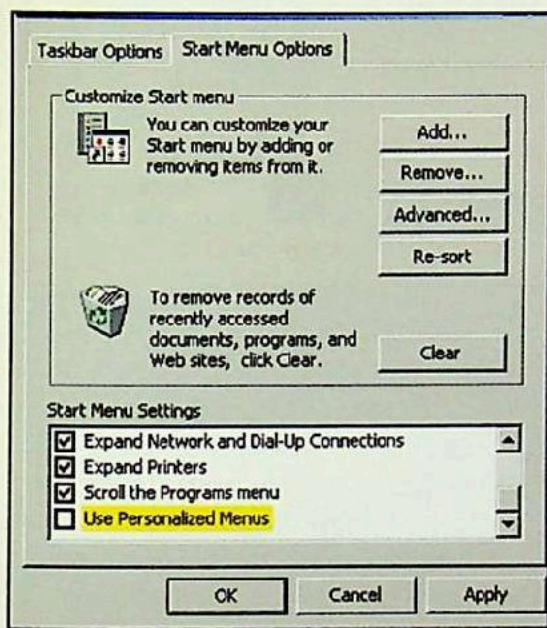 Taskbar Options
Start Menu Options
Customize Start menu
You can customize your
Start menu by adding or
removing items from it.
Add...
Remove...
Advanced...
Re-sort
To remove records of
recently accessed
documents, programs, and
Web sites, click Clear.
Clear
Start Menu Settings
Expand Network and Dial-Up Connections
Expand Printers
Scroll the Programs menu
Use Personalized Menus
OK
Cancel
Apply